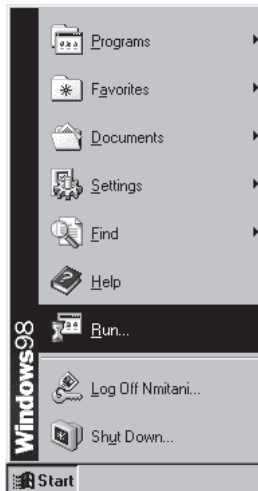 Programs
Favorites
Documents
Settings
Find
Help
Run...
Log Off Nmitani...
Shut Down...
Windows98
Start